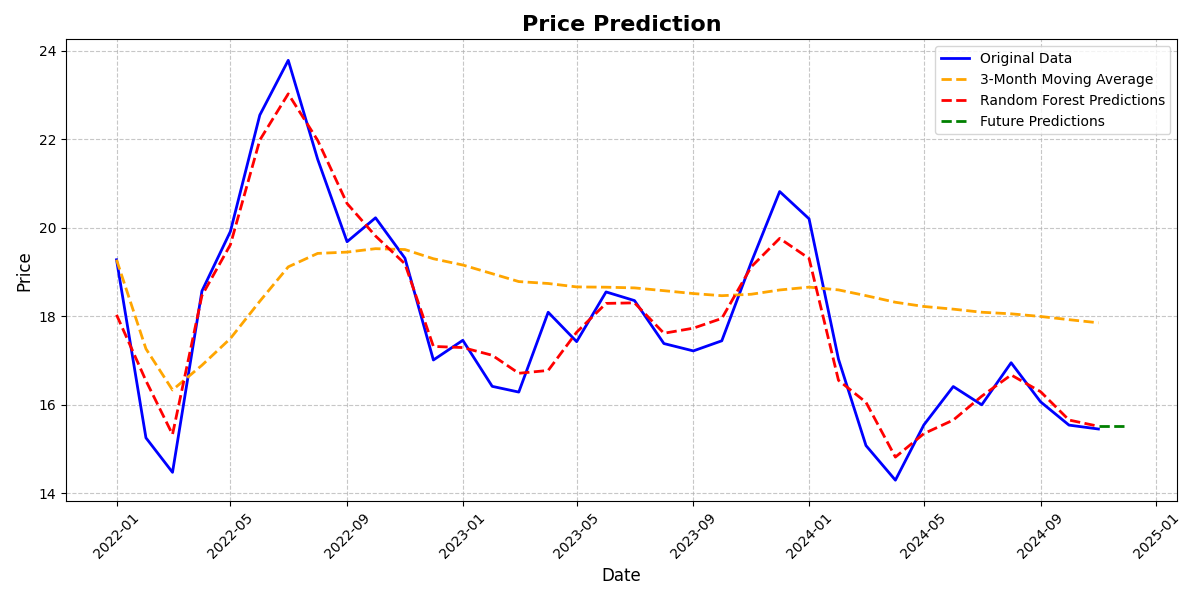 Price Prediction
Original Data
3-Month Moving Average
Random Forest Predictions
Future Predictions
Price
24
22
20
18
16
14
2022-01
2022-05
2022-09
2023-01
2023-05
2023-09
2024-01
2024-05
2024-09
2025-01
Date